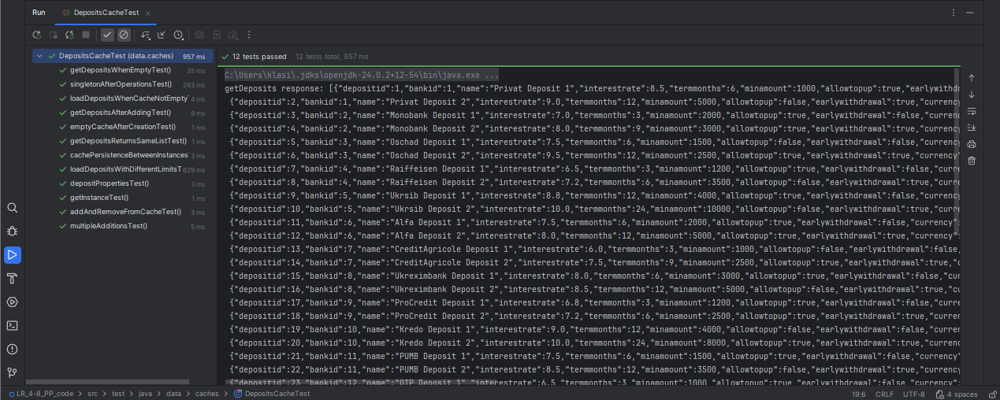 Run
DepositsCacheTest
DepositsCacheTest (data.caches) 957 ms
getDepositsWhenEmptyTest() 35 ms
singletonAfterOperationsTest() 263 ms
loadDepositsWhenCacheNotEmpty 4 ms
getDepositsAfterAddingTest() 9 ms
emptyCacheAfterCreationTest() 1 ms
getDepositsReturnsSameListTest() 1 ms
cachePersistenceBetweenInstances 3 ms
loadDepositsWithDifferentLimitsT 629 ms
depositPropertiesTest() 3 ms
getInstanceTest() 1 ms
addAndRemoveFromCacheTest() 3 ms
multipleAdditionsTest() 5 ms
12 tests passed 12 tests total, 957 ms
C:\Users\klasi\.jdks\openjdk-24.0.2+12-54\bin\java.exe ...
getDeposits response: [{"depositid":1,"bankid":1,"name":"Privat Deposit 1","interestrate":8.5,"termmonths":6,"minamount":1000,"allowtopup":true,"earlywithd
{"depositid":2,"bankid":1,"name":"Privat Deposit 2","interestrate":9.0,"termmonths":12,"minamount":5000,"allowtopup":false,"earlywithdrawal":true,"currency
{"depositid":3,"bankid":2,"name":"Monobank Deposit 1","interestrate":7.0,"termmonths":3,"minamount":2000,"allowtopup":true,"earlywithdrawal":false,"curren
{"depositid":4,"bankid":2,"name":"Monobank Deposit 2","interestrate":8.0,"termmonths":9,"minamount":3000,"allowtopup":true,"earlywithdrawal":true,"currenc
{"depositid":5,"bankid":3,"name":"Oschad Deposit 1","interestrate":7.5,"termmonths":6,"minamount":1500,"allowtopup":false,"earlywithdrawal":false,"currenc
{"depositid":6,"bankid":3,"name":"Oschad Deposit 2","interestrate":9.5,"termmonths":12,"minamount":2500,"allowtopup":true,"earlywithdrawal":true,"currency"
{"depositid":7,"bankid":4,"name":"Raiffeisen Deposit 1","interestrate":6.5,"termmonths":3,"minamount":1200,"allowtopup":true,"earlywithdrawal":false,"curr
{"depositid":8,"bankid":4,"name":"Raiffeisen Deposit 2","interestrate":7.2,"termmonths":6,"minamount":3500,"allowtopup":false,"earlywithdrawal":true,"curr
{"depositid":9,"bankid":5,"name":"Ukrsib Deposit 1","interestrate":8.8,"termmonths":12,"minamount":4000,"allowtopup":true,"earlywithdrawal":false,"currenc
{"depositid":10,"bankid":5,"name":"Ukrsib Deposit 2","interestrate":10.0,"termmonths":24,"minamount":10000,"allowtopup":false,"earlywithdrawal":true,"curr
{"depositid":11,"bankid":6,"name":"Alfa Deposit 1","interestrate":7.5,"termmonths":6,"minamount":2000,"allowtopup":true,"earlywithdrawal":false,"currency"
{"depositid":12,"bankid":6,"name":"Alfa Deposit 2","interestrate":8.0,"termmonths":12,"minamount":5000,"allowtopup":true,"earlywithdrawal":true,"currency"
{"depositid":13,"bankid":7,"name":"CreditAgricole Deposit 1","interestrate":6.0,"termmonths":3,"minamount":1000,"allowtopup":false,"earlywithdrawal":false,
{"depositid":14,"bankid":7,"name":"CreditAgricole Deposit 2","interestrate":7.5,"termmonths":9,"minamount":2500,"allowtopup":true,"earlywithdrawal":true,"c
{"depositid":15,"bankid":8,"name":"Ukreximbank Deposit 1","interestrate":8.0,"termmonths":6,"minamount":3000,"allowtopup":true,"earlywithdrawal":false,"cur
{"depositid":16,"bankid":8,"name":"Ukreximbank Deposit 2","interestrate":8.5,"termmonths":12,"minamount":5000,"allowtopup":false,"earlywithdrawal":true,"cu
{"depositid":17,"bankid":9,"name":"ProCredit Deposit 1","interestrate":6.8,"termmonths":3,"minamount":1200,"allowtopup":true,"earlywithdrawal":false,"curre
{"depositid":18,"bankid":9,"name":"ProCredit Deposit 2","interestrate":7.2,"termmonths":6,"minamount":2500,"allowtopup":true,"earlywithdrawal":true,"curren
{"depositid":19,"bankid":10,"name":"Kredo Deposit 1","interestrate":9.0,"termmonths":12,"minamount":4000,"allowtopup":false,"earlywithdrawal":false,"curren
{"depositid":20,"bankid":10,"name":"Kredo Deposit 2","interestrate":10.0,"termmonths":24,"minamount":8000,"allowtopup":true,"earlywithdrawal":true,"curren
{"depositid":21,"bankid":11,"name":"PUMB Deposit 1","interestrate":7.5,"termmonths":6,"minamount":1500,"allowtopup":true,"earlywithdrawal":false,"currency
{"depositid":22,"bankid":11,"name":"PUMB Deposit 2","interestrate":8.5,"termmonths":12,"minamount":3500,"allowtopup":false,"earlywithdrawal":true,"currenc
{"depositid":23,"bankid":12,"name":"OTP Deposit 1","interestrate":6.5,"termmonths":3,"minamount":1000,"allowtopup":true,"earlywithdrawal":false,"currency
LR_4-8_PP_code > src > test > java > data > caches > DepositsCacheTest
19:6 CRLF UTF-8 4 spaces